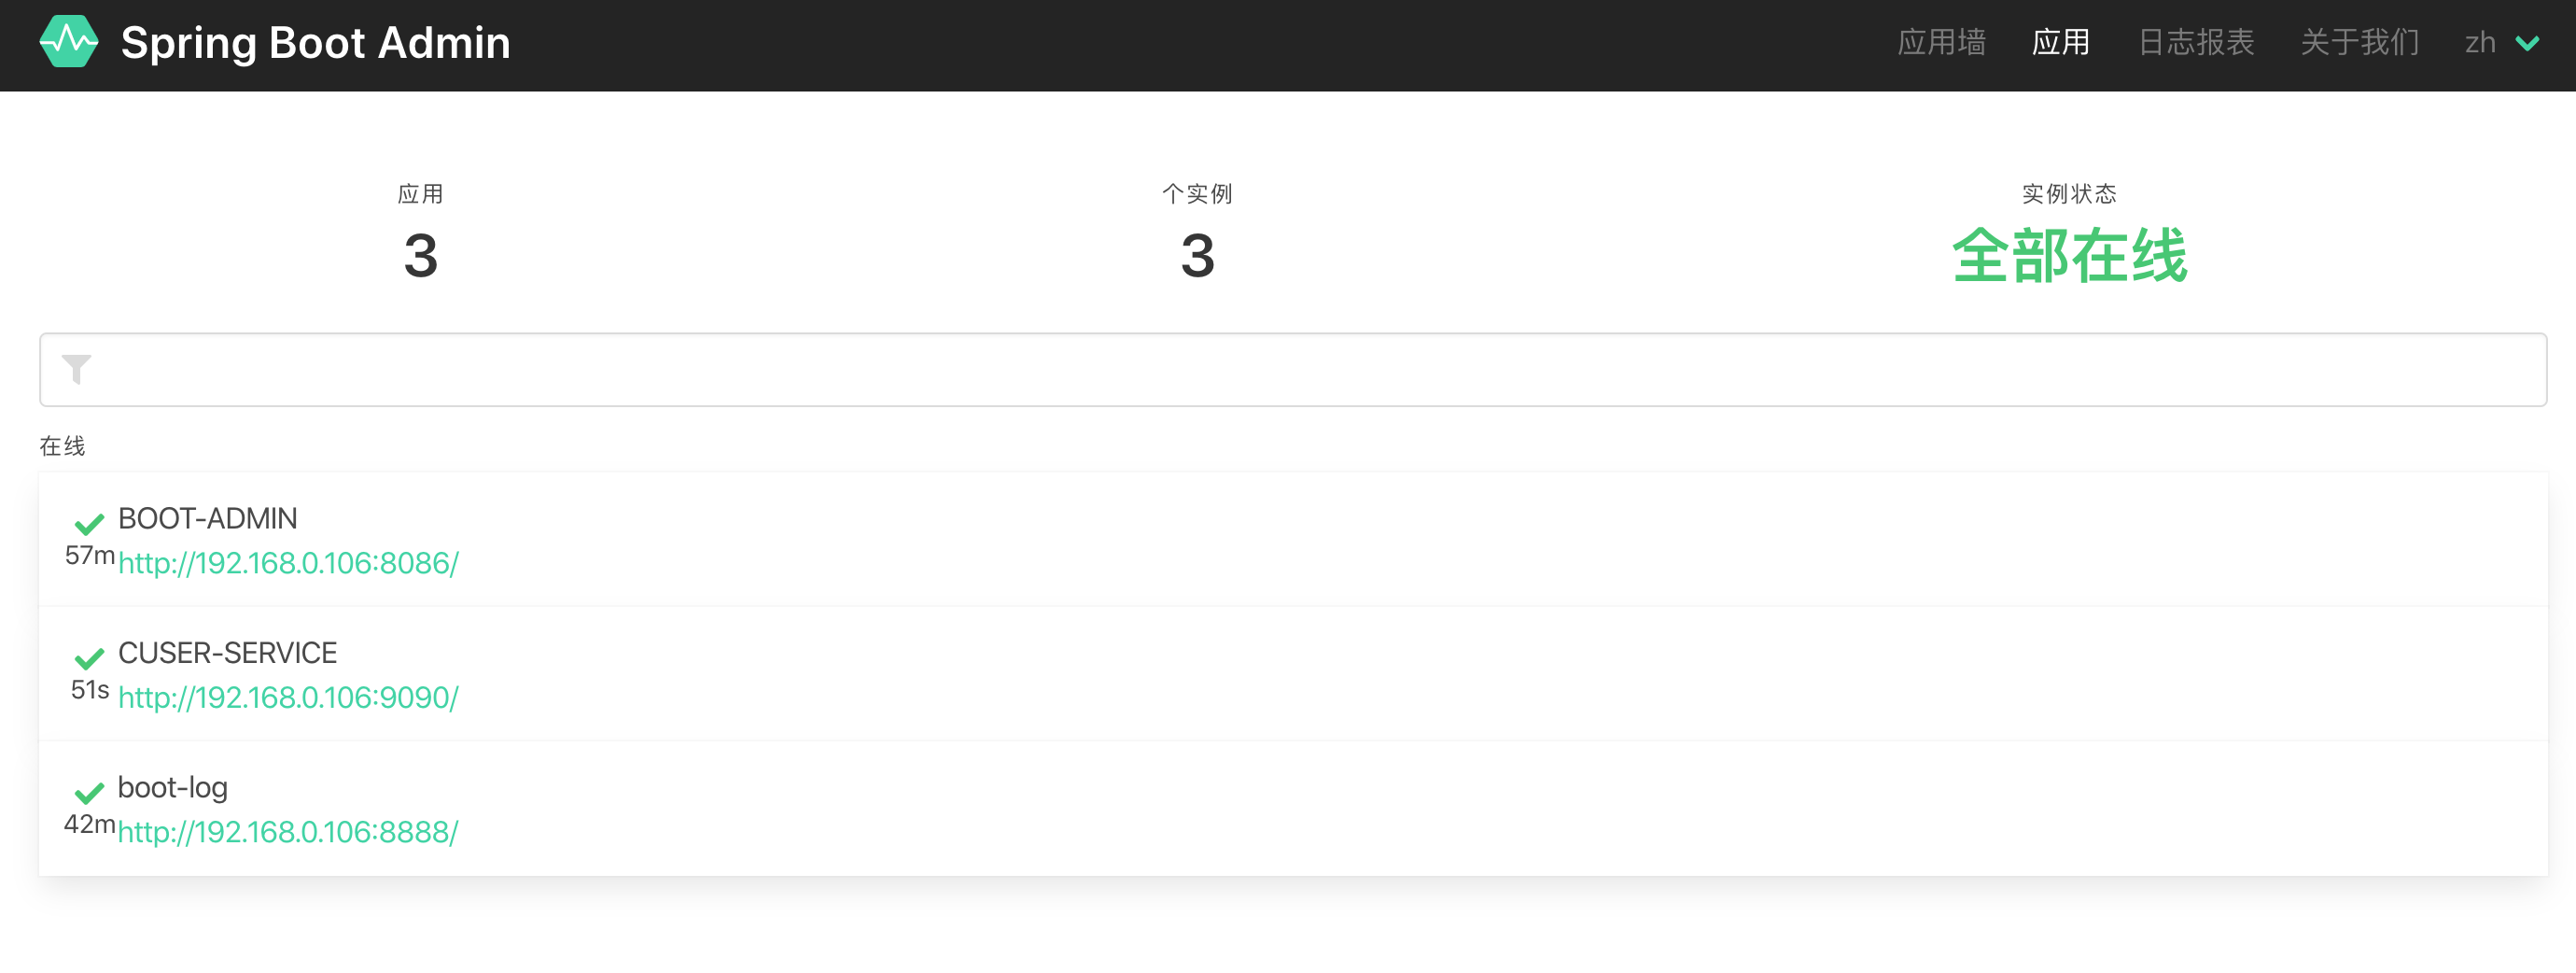 Spring Boot Admin
应用墙 应用 日志报表 关于我们 zh
应用 个实例 实例状态
3 3 全部在线
在线
BOOT-ADMIN
57m http://192.168.0.106:8086/
CUSER-SERVICE
51s http://192.168.0.106:9090/
boot-log
42m http://192.168.0.106:8888/